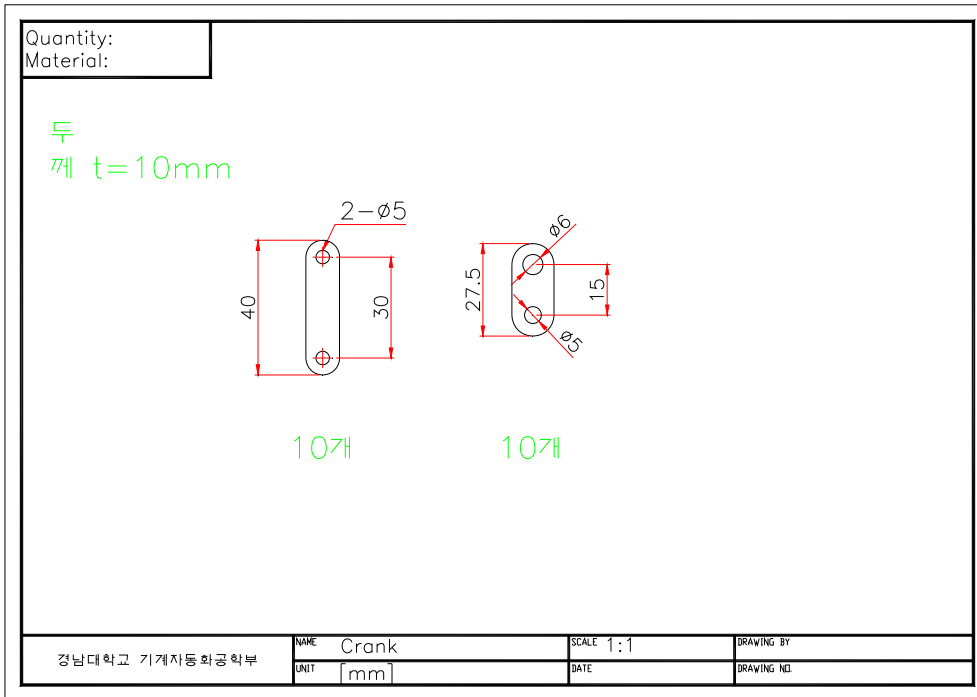 Quantity:
Material:
두
께 t=10mm
2-ø5
ø6
40
30
27.5
15
ø5
10개
10개
경남대학교 기계자동화공학부
NAME Crank
SCALE 1:1
DRAWING BY
UNIT [mm]
DATE
DRAWING NO.